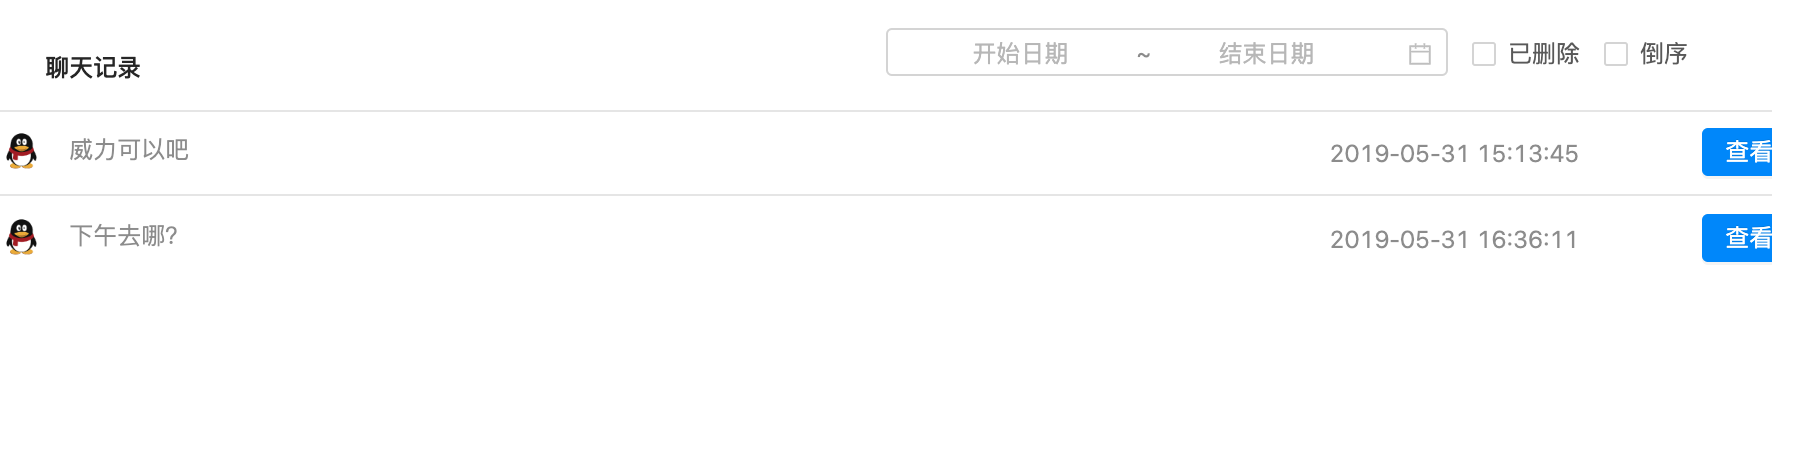 聊天记录
开始日期 ~ 结束日期 已删除 倒序
威力可以吧 2019-05-31 15:13:45 查看
下午去哪? 2019-05-31 16:36:11 查看